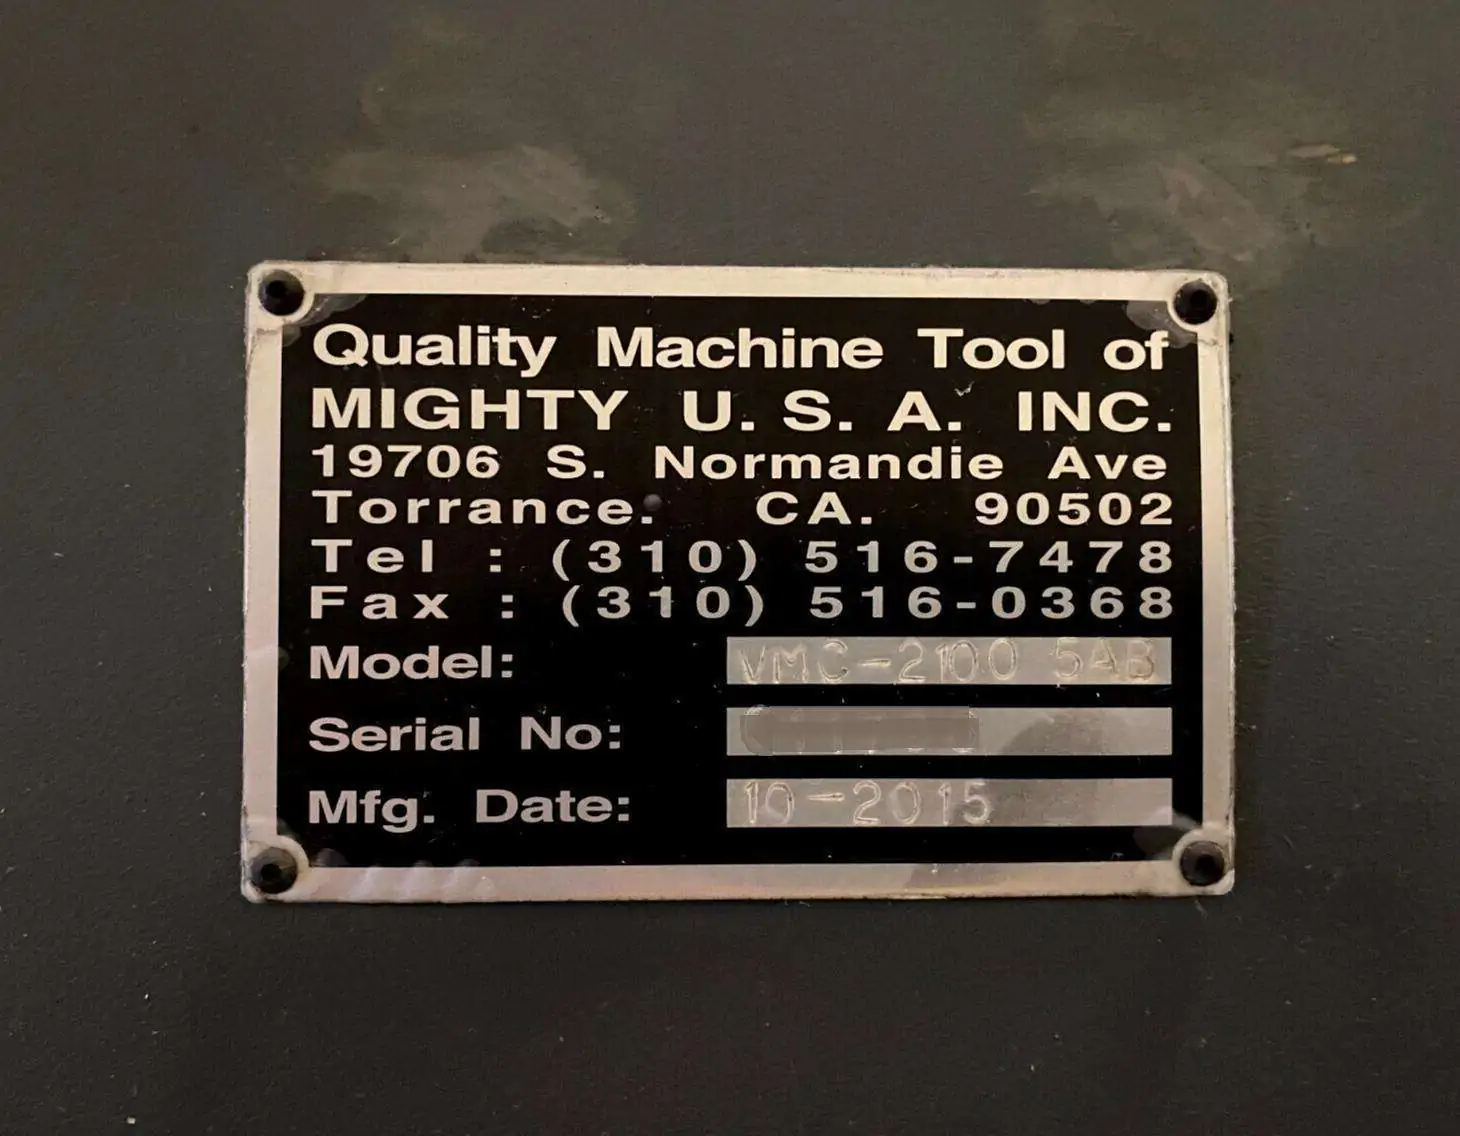 Quality Machine Tool of
MIGHTY U. S. A. INC.
19706 S. Normandie Ave
Torrance. CA. 90502
Tel : (310) 516-7478
Fax : (310) 516-0368
Model: VMC-2100 5AB
Serial No:
Mfg. Date: 10-2015